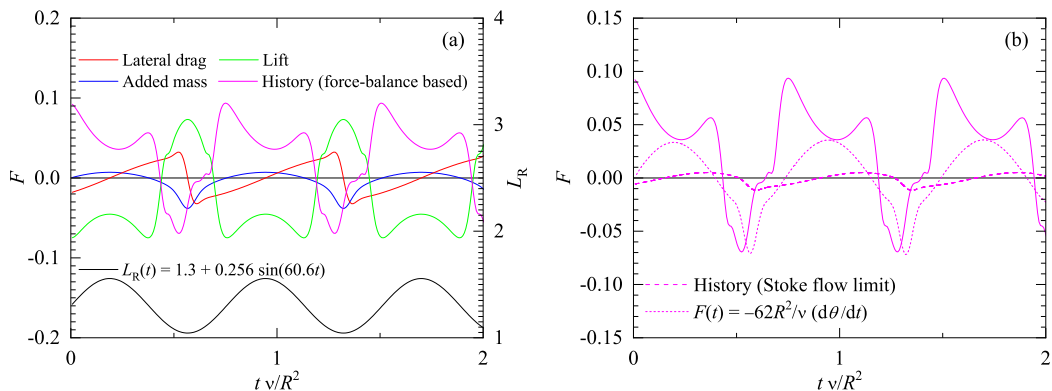 0.2
0.1
0.0
-0.1
-0.2
F
4
3
2
1
L_R
(a)
Lateral drag
Lift
Added mass
History (force-balance based)
L_R(t) = 1.3 + 0.256 sin(60.6t)
0
1
2
t ν/R²
0.15
0.10
0.05
0.00
-0.05
-0.10
-0.15
F
(b)
History (Stoke flow limit)
F(t) = –62R²/ν (dθ/dt)
0
1
2
t ν/R²